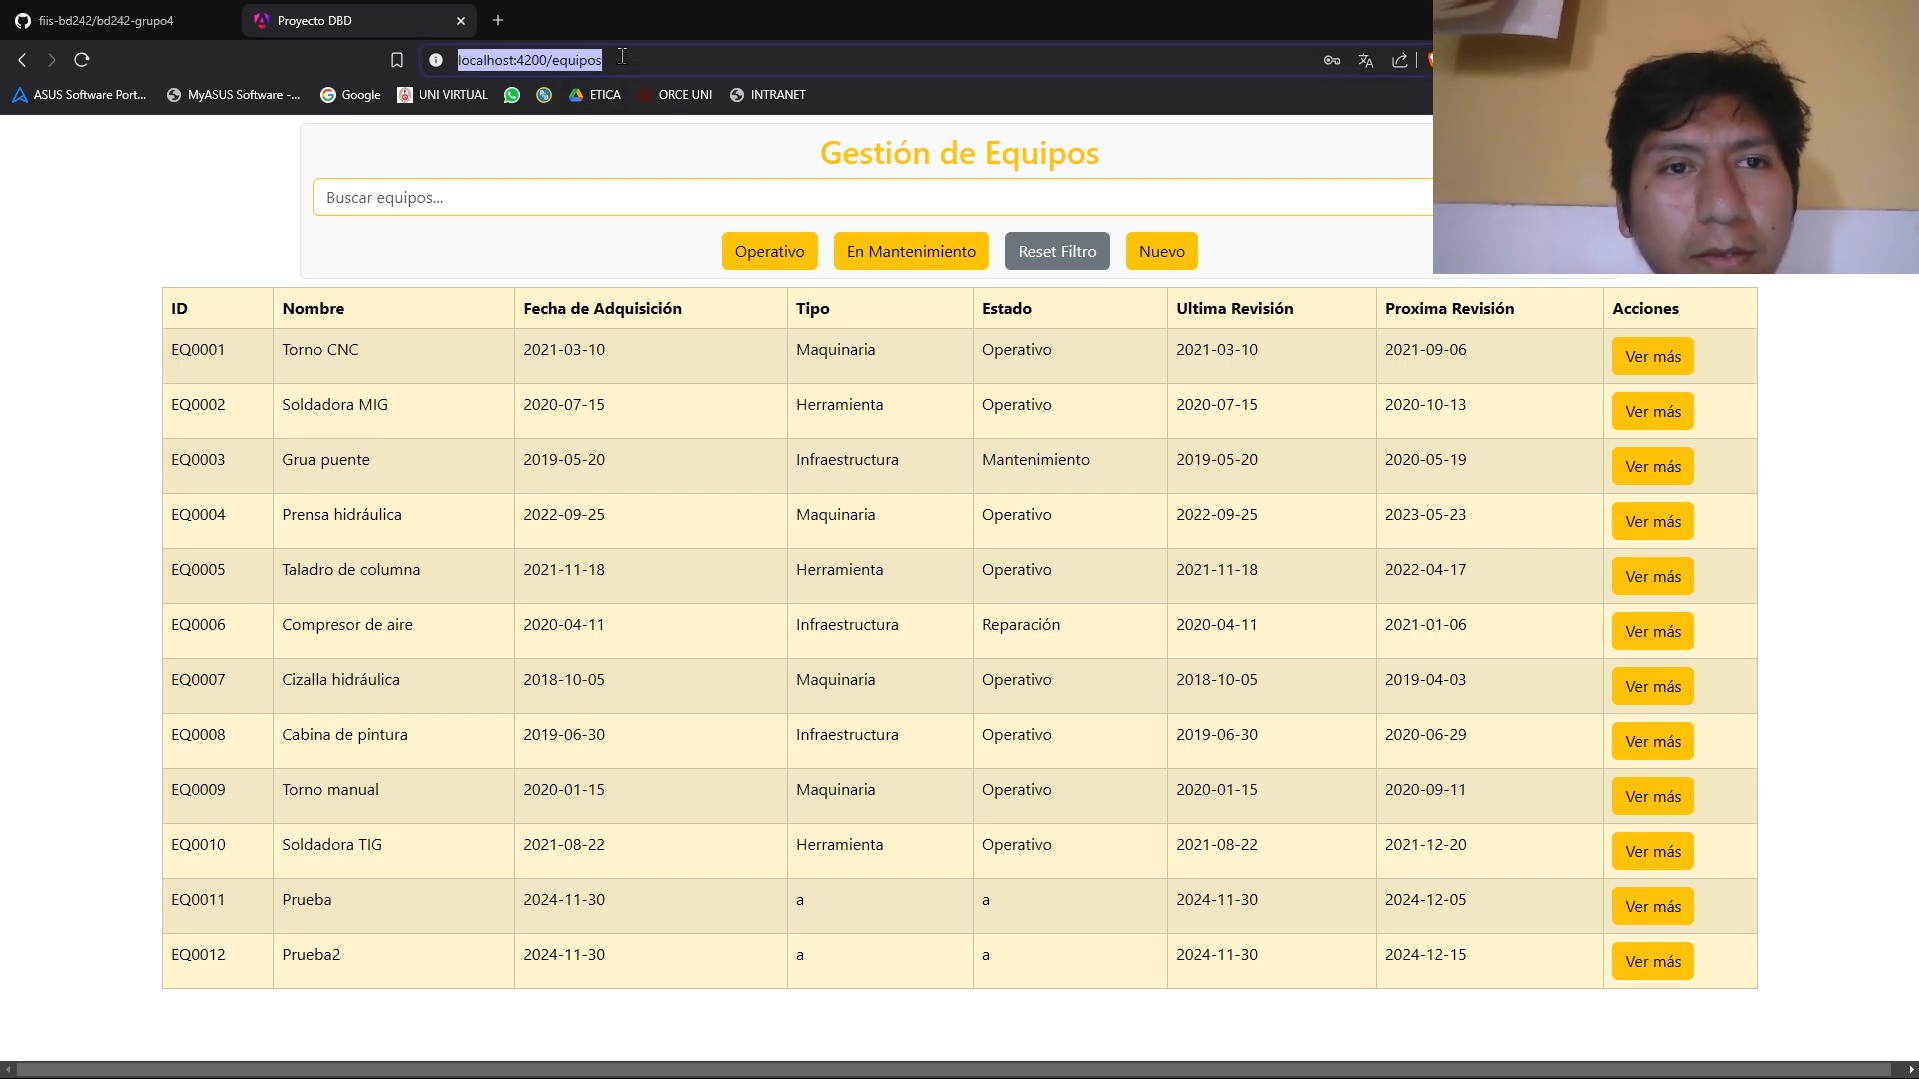 fiis-bd242/bd242-grupo4
Proyecto DBD
localhost:4200/equipos
ASUS Software Port...
MyASUS Software -...
Google
UNI VIRTUAL
ETICA
ORCE UNI
INTRANET
Gestión de Equipos
Buscar equipos...
Operativo
En Mantenimiento
Reset Filtro
Nuevo
ID Nombre Fecha de Adquisición Tipo Estado Ultima Revisión Proxima Revisión Acciones
EQ0001 Torno CNC 2021-03-10 Maquinaria Operativo 2021-03-10 2021-09-06 Ver más
EQ0002 Soldadora MIG 2020-07-15 Herramienta Operativo 2020-07-15 2020-10-13 Ver más
EQ0003 Grua puente 2019-05-20 Infraestructura Mantenimiento 2019-05-20 2020-05-19 Ver más
EQ0004 Prensa hidráulica 2022-09-25 Maquinaria Operativo 2022-09-25 2023-05-23 Ver más
EQ0005 Taladro de columna 2021-11-18 Herramienta Operativo 2021-11-18 2022-04-17 Ver más
EQ0006 Compresor de aire 2020-04-11 Infraestructura Reparación 2020-04-11 2021-01-06 Ver más
EQ0007 Cizalla hidráulica 2018-10-05 Maquinaria Operativo 2018-10-05 2019-04-03 Ver más
EQ0008 Cabina de pintura 2019-06-30 Infraestructura Operativo 2019-06-30 2020-06-29 Ver más
EQ0009 Torno manual 2020-01-15 Maquinaria Operativo 2020-01-15 2020-09-11 Ver más
EQ0010 Soldadora TIG 2021-08-22 Herramienta Operativo 2021-08-22 2021-12-20 Ver más
EQ0011 Prueba 2024-11-30 a a 2024-11-30 2024-12-05 Ver más
EQ0012 Prueba2 2024-11-30 a a 2024-11-30 2024-12-15 Ver más